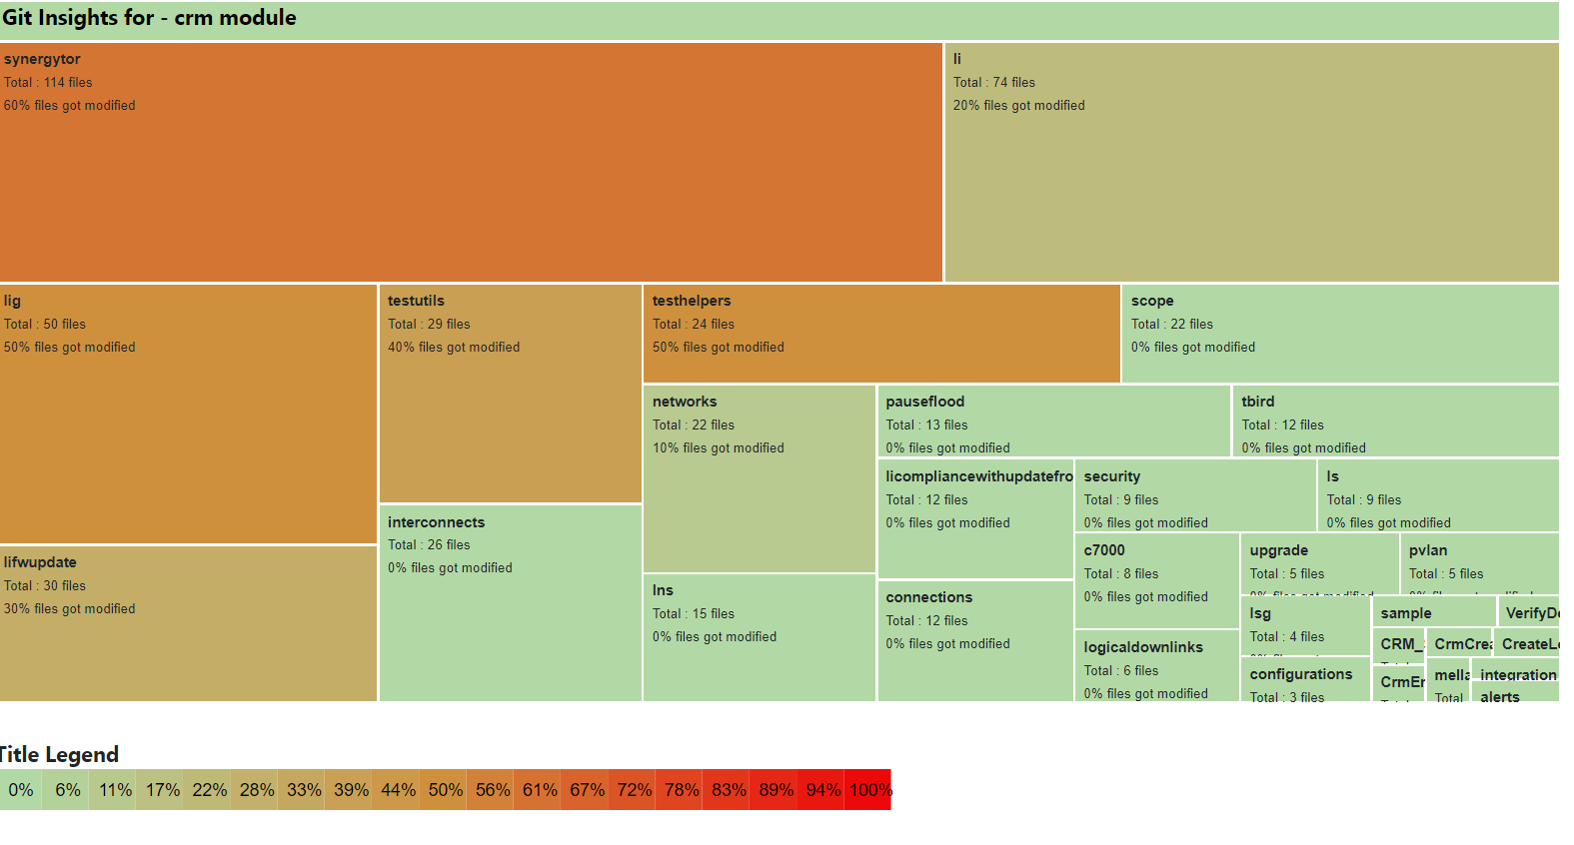 Git Insights for - crm module
synergytor
Total : 114 files
60% files got modified
li
Total : 74 files
20% files got modified
lig
Total : 50 files
50% files got modified
testutils
Total : 29 files
40% files got modified
testhelpers
Total : 24 files
50% files got modified
scope
Total : 22 files
0% files got modified
networks
Total : 22 files
10% files got modified
pauseflood
Total : 13 files
0% files got modified
tbird
Total : 12 files
0% files got modified
licompliancewithupdatefro
Total : 12 files
0% files got modified
security
Total : 9 files
0% files got modified
ls
Total : 9 files
0% files got modified
interconnects
Total : 26 files
0% files got modified
lifwupdate
Total : 30 files
30% files got modified
lns
Total : 15 files
0% files got modified
connections
Total : 12 files
0% files got modified
c7000
Total : 8 files
0% files got modified
upgrade
Total : 5 files
pvlan
Total : 5 files
logicaldownlinks
Total : 6 files
0% files got modified
lsg
Total : 4 files
configurations
Total : 3 files
sample
VerifyDe
CRM_
CrmCrea
CreateLo
CrmEr
mella
Total
integration
alerts
Title Legend
0% 6% 11% 17% 22% 28% 33% 39% 44% 50% 56% 61% 67% 72% 78% 83% 89% 94% 100%